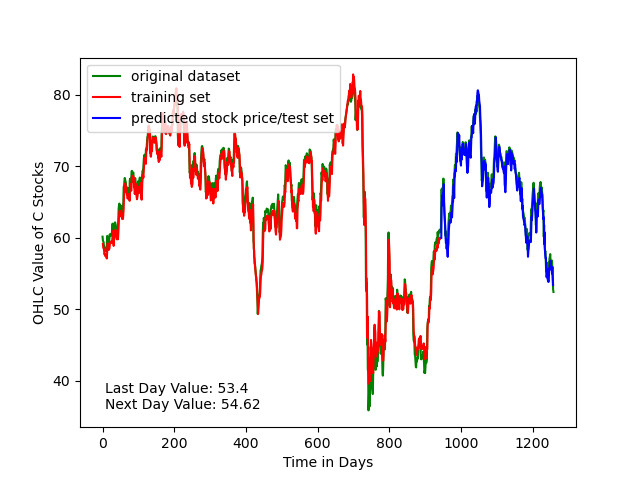 original dataset
training set
predicted stock price/test set
80
70
60
50
40
OHLC Value of C Stocks
Last Day Value: 53.4
Next Day Value: 54.62
0 200 400 600 800 1000 1200
Time in Days